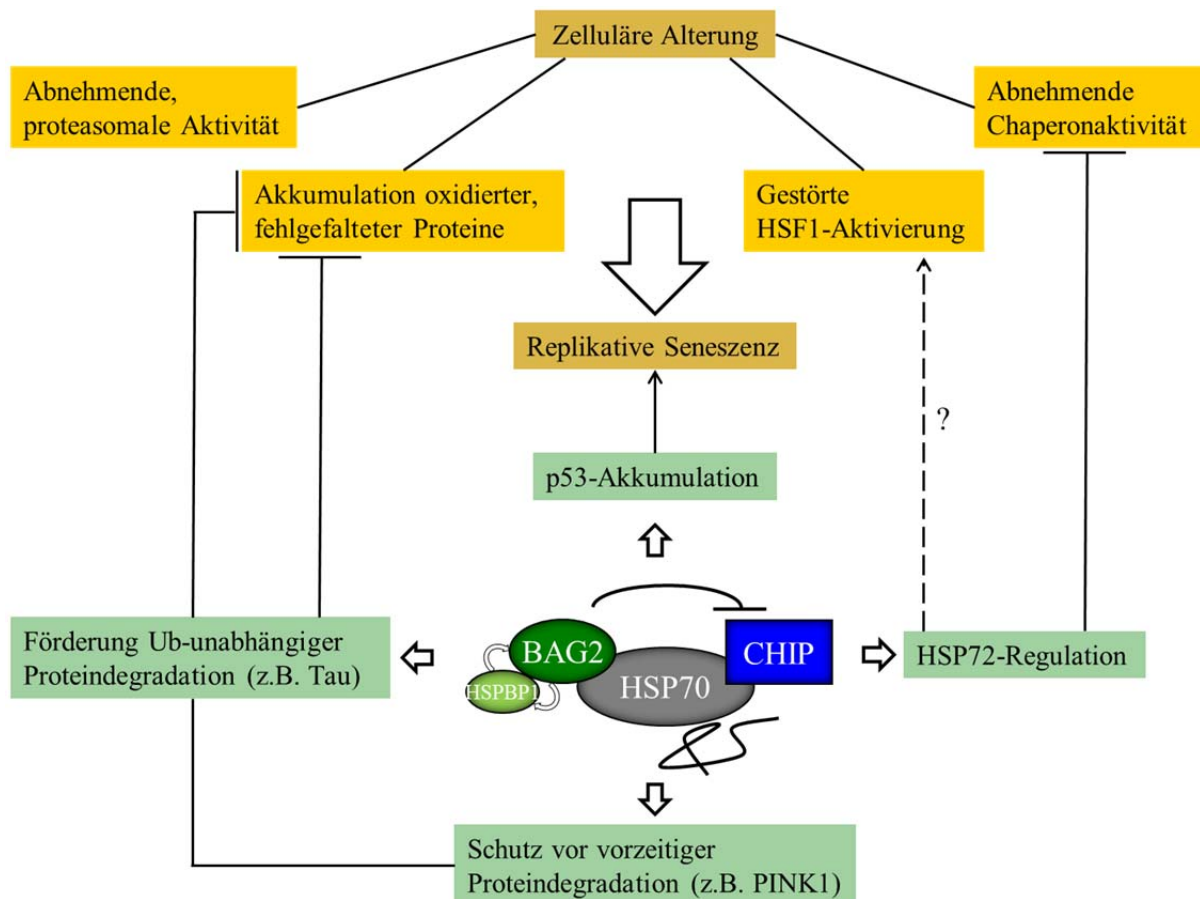 Zelluläre Alterung
Abnehmende,
proteasomale Aktivität
Abnehmende
Chaperonaktivität
Akkumulation oxidierter,
fehlgefalteter Proteine
Gestörte
HSF1-Aktivierung
Replikative Seneszenz
?
p53-Akkumulation
Förderung Ub-unabhängiger
Proteindegradation (z.B. Tau)
BAG2
HSPBP1
HSP70
CHIP
HSP72-Regulation
Schutz vor vorzeitiger
Proteindegradation (z.B. PINK1)